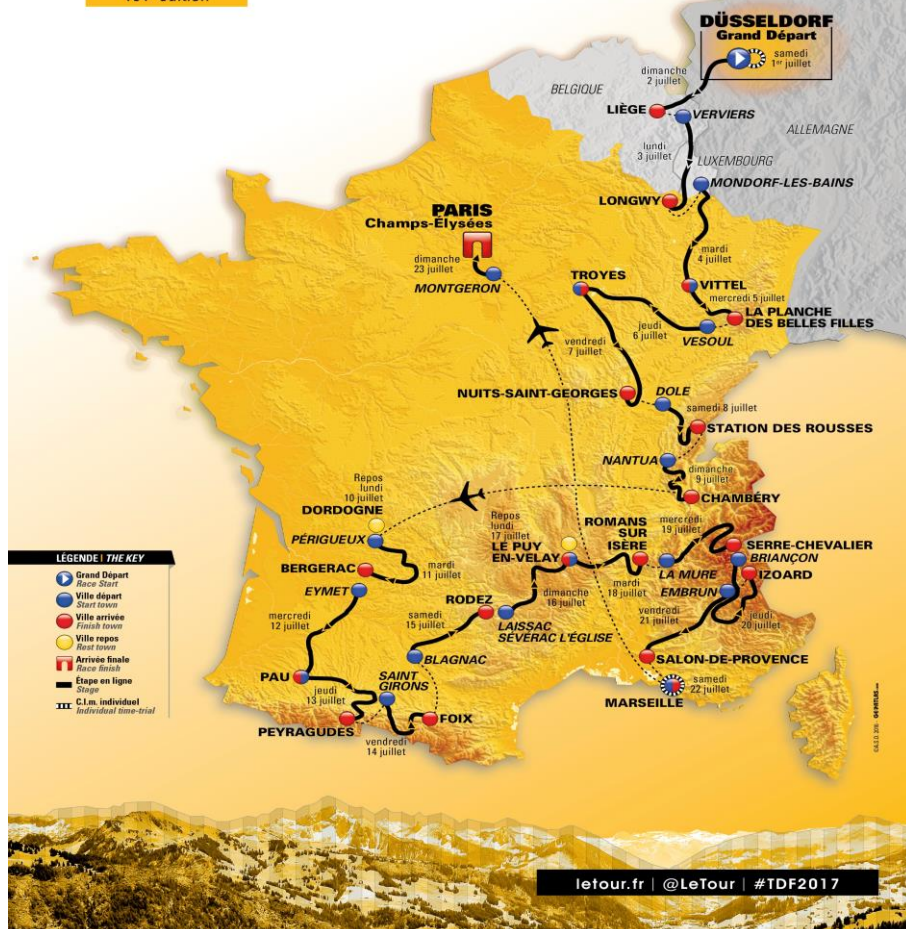 DÜSSELDORF
Grand Départ
samedi
1er juillet
dimanche
2 juillet
BELGIQUE
LIÈGE
VERVIERS
ALLEMAGNE
lundi
3 juillet
LUXEMBOURG
MONDORF-LES-BAINS
LONGWY
PARIS
Champs-Élysées
dimanche
23 juillet
MONTGERON
mardi
4 juillet
TROYES
VITTEL
mercredi 5 juillet
LA PLANCHE
DES BELLES FILLES
jeudi
6 juillet
VESOUL
vendredi
7 juillet
NUITS-SAINT-GEORGES
DOLE
samedi 8 juillet
STATION DES ROUSSES
NANTUA
dimanche
9 juillet
CHAMBÉRY
Repos
lundi
10 juillet
DORDOGNE
PÉRIGUEUX
BERGERAC
mardi
11 juillet
EYMET
mercredi
12 juillet
PAU
jeudi
13 juillet
PEYRAGUDES
SAINT
GIRONS
vendredi
14 juillet
FOIX
BLAGNAC
samedi
15 juillet
RODEZ
LAISSAC
SÉVÉRAC L'ÉGLISE
dimanche
16 juillet
Repos
lundi
17 juillet
LE PUY
EN-VELAY
ROMANS
SUR
ISÈRE
mardi
18 juillet
LA MURE
mercredi
19 juillet
SERRE-CHEVALIER
BRIANÇON
IZOARD
EMBRUN
jeudi
20 juillet
vendredi
21 juillet
SALON-DE-PROVENCE
MARSEILLE
samedi
22 juillet
LÉGENDE I THE KEY
Grand Départ
Race Start
Ville départ
Start town
Ville arrivée
Finish town
Ville repos
Rest town
Arrivée finale
Race finish
Étape en ligne
Stage
C.l.m. individuel
Individual time-trial
letour.fr | @LeTour | #TDF2017